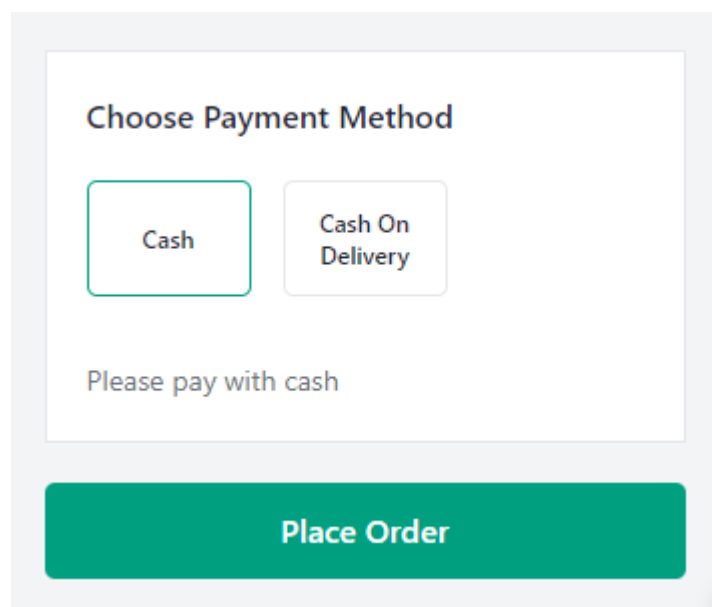 Choose Payment Method
Cash
Cash On
Delivery
Please pay with cash
Place Order